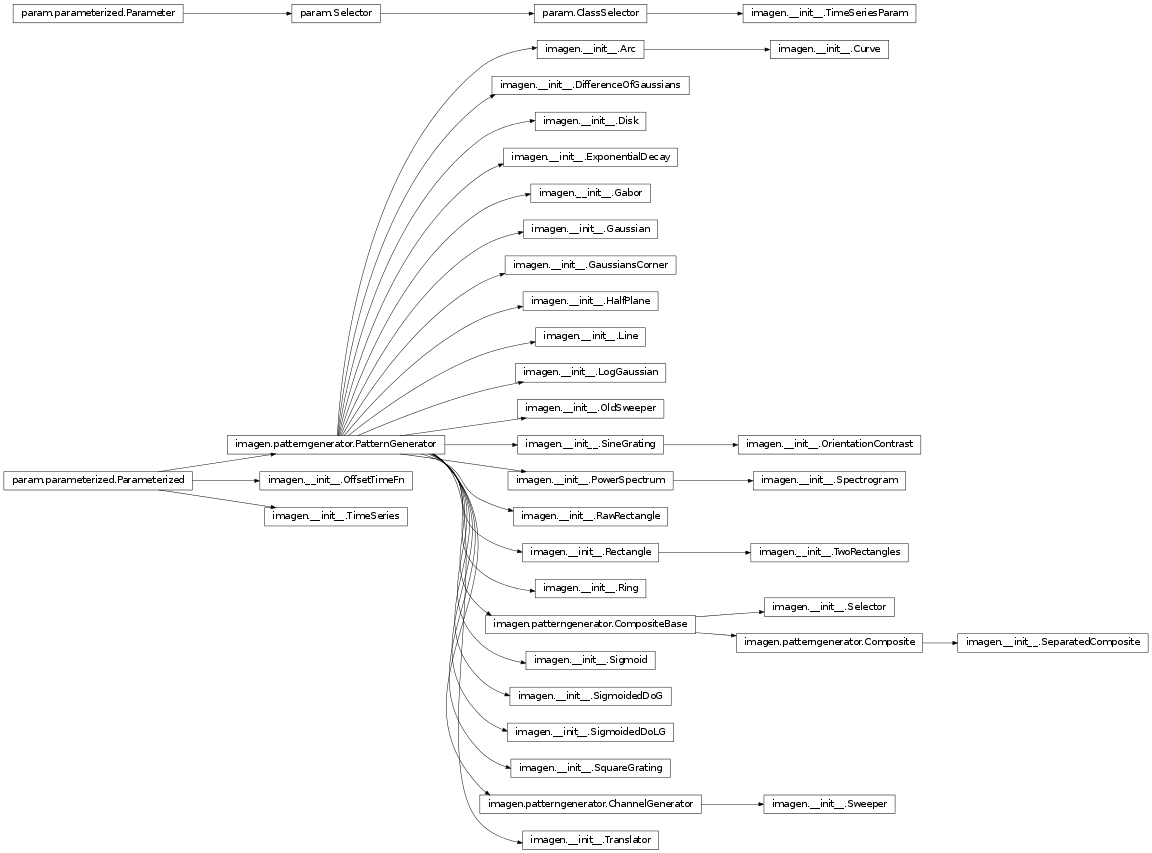 param.parameterized.Parameter
param.Selector
param.ClassSelector
imagen.__init__.TimeSeriesParam
imagen.__init__.Arc
imagen.__init__.Curve
imagen.__init__.DifferenceOfGaussians
imagen.__init__.Disk
imagen.__init__.ExponentialDecay
imagen.__init__.Gabor
imagen.__init__.Gaussian
imagen.__init__.GaussiansCorner
imagen.__init__.HalfPlane
imagen.__init__.Line
imagen.__init__.LogGaussian
imagen.__init__.OldSweeper
imagen.patterngenerator.PatternGenerator
imagen.__init__.SineGrating
imagen.__init__.OrientationContrast
param.parameterized.Parameterized
imagen.__init__.OffsetTimeFn
imagen.__init__.PowerSpectrum
imagen.__init__.Spectrogram
imagen.__init__.TimeSeries
imagen.__init__.RawRectangle
imagen.__init__.Rectangle
imagen.__init__.TwoRectangles
imagen.__init__.Ring
imagen.__init__.Selector
imagen.patterngenerator.CompositeBase
imagen.patterngenerator.Composite
imagen.__init__.SeparatedComposite
imagen.__init__.Sigmoid
imagen.__init__.SigmoidedDoG
imagen.__init__.SigmoidedDoLG
imagen.__init__.SquareGrating
imagen.patterngenerator.ChannelGenerator
imagen.__init__.Sweeper
imagen.__init__.Translator